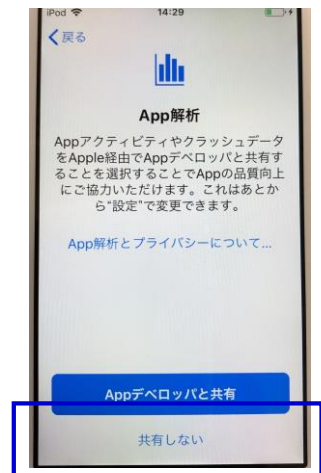 iPod 14:29
戻る
App解析
Appアクティビティやクラッシュデータ
をApple経由でAppデベロッパと共有す
ることを選択することでAppの品質向上
にご協力いただけます。これはあとか
ら“設定”で変更できます。
App解析とプライバシーについて...
Appデベロッパと共有
共有しない